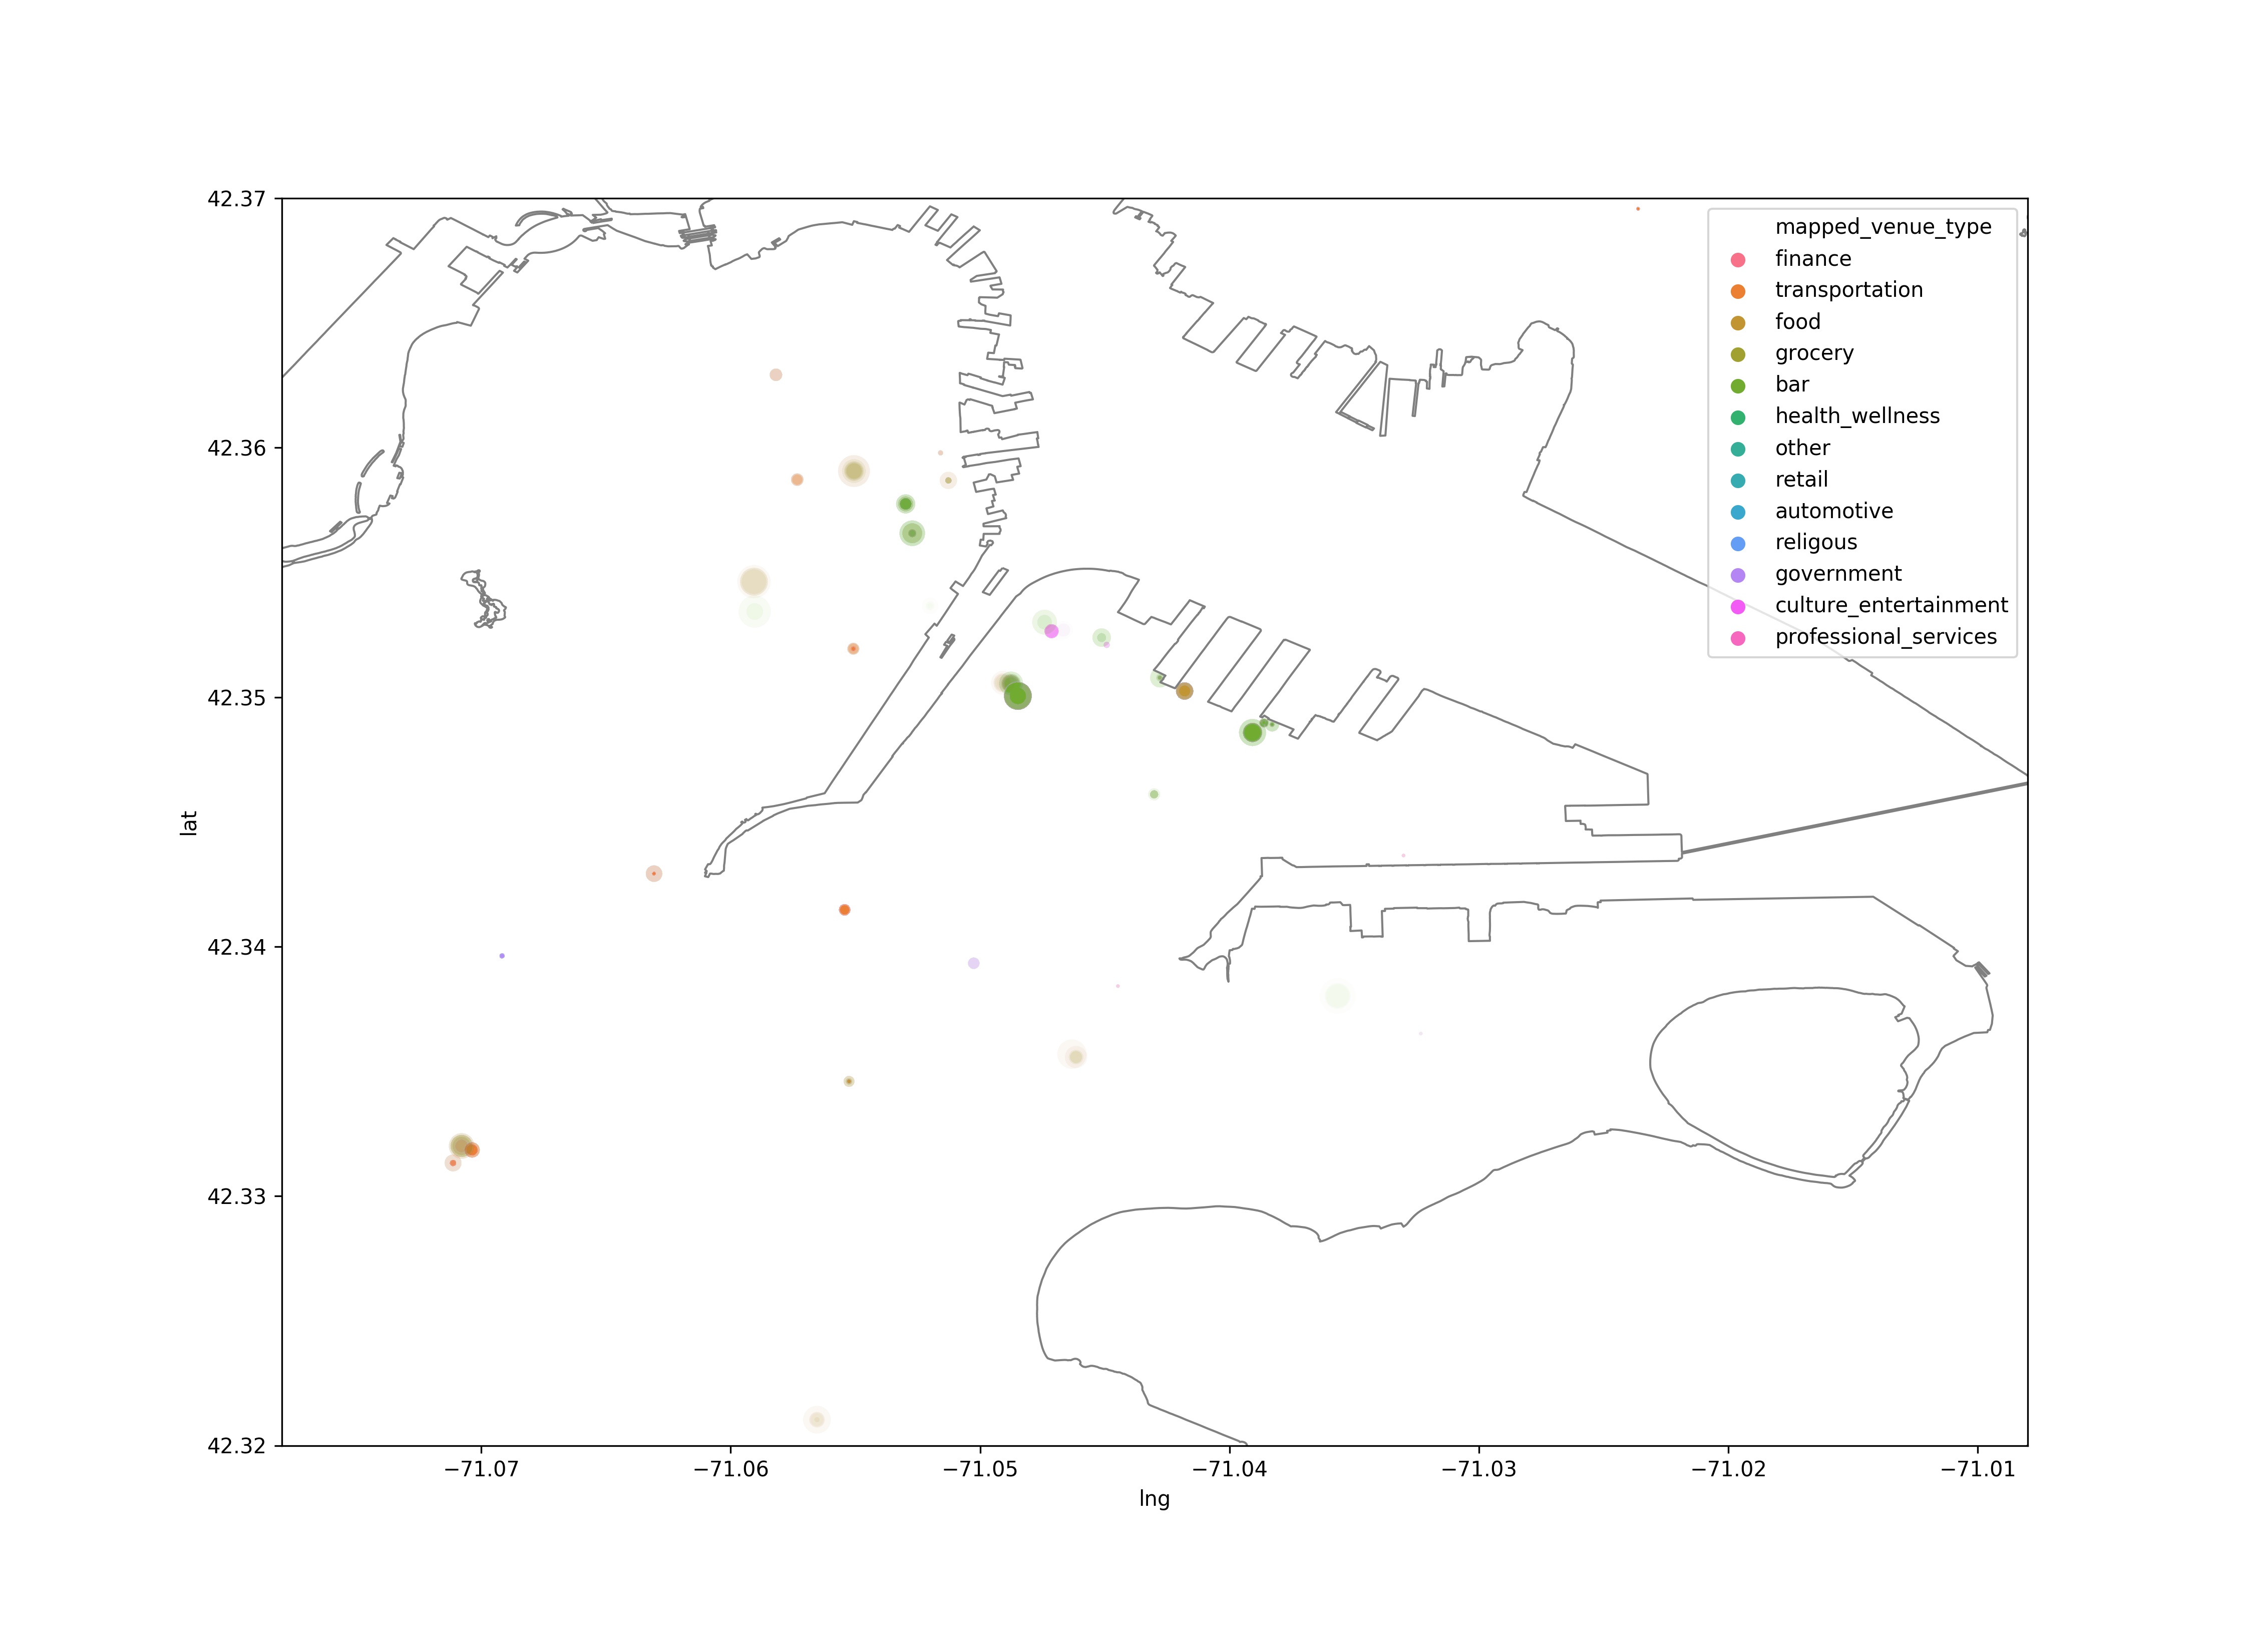 mapped_venue_type
finance
transportation
food
grocery
bar
health_wellness
other
retail
automotive
religous
government
culture_entertainment
professional_services
42.37
42.36
42.35
42.34
42.33
42.32
lat
−71.07
−71.06
−71.05
−71.04
−71.03
−71.02
−71.01
lng